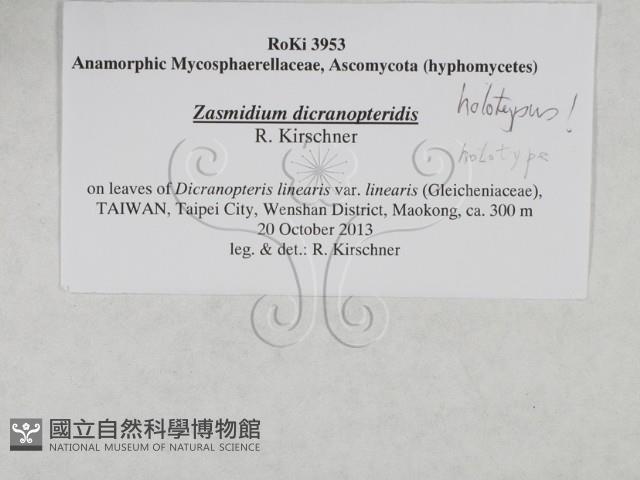 RoKi 3953
Anamorphic Mycosphaerellaceae, Ascomycota (hyphomycetes)
Zasmidium dicranopteridis
holotypus!
R. Kirschner
holotype
on leaves of Dicranopteris linearis var. linearis (Gleicheniaceae),
TAIWAN, Taipei City, Wenshan District, Maokong, ca. 300 m
20 October 2013
leg. & det.: R. Kirschner
國立自然科學博物館
NATIONAL MUSEUM OF NATURAL SCIENCE